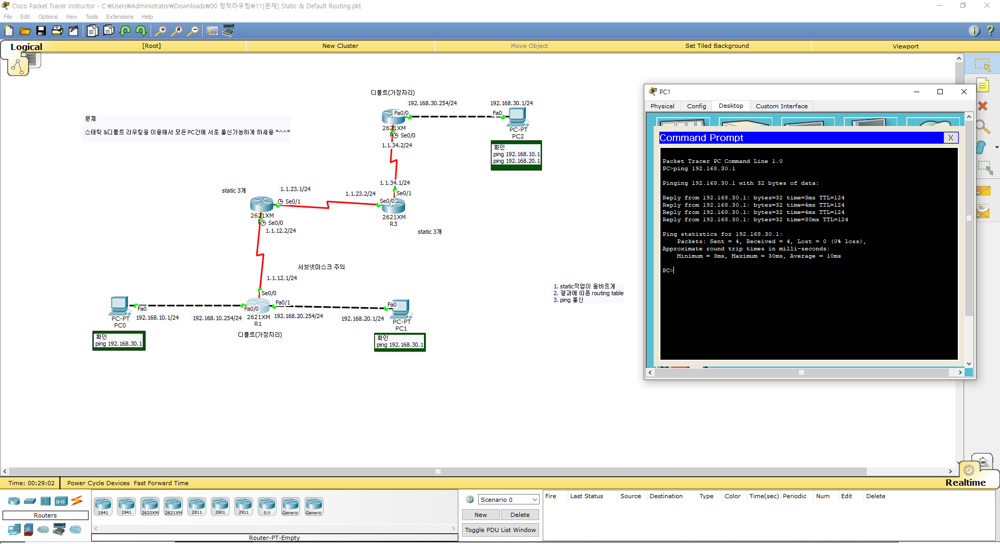 Cisco Packet Tracer Instructor - C:₩Users₩Administrator₩Downloads₩00 정적라우팅₩11[문제] Static & Default Routing.pkt
File Edit Options View Tools Extensions Help
Logical
[Root] New Cluster Move Object Set Tiled Background Viewport
문제
스태틱 &디폴트 라우팅을 이용해서 모든PC간에 서로 통신가능하게 하세용 *^^*
디폴트(가장자리)
192.168.30.254/24
192.168.30.1/24
Fa0/0
Fa0
2621XM
Se0/0
1.1.34.2/24
PC-PT
PC2
확인
ping 192.168.10.1
ping 192.168.20.1
1.1.34.1/24
static 3개
1.1.23.1/24
1.1.23.2/24
Se0/1
Se0/1
Se0/0
2621XM
2621XM
R3
Se0/0
1.1.12.2/24
static 3개
서브넷마스크 주의
1.1.12.1/24
1. static작업이 올바르게
2. 결과에 따른 routing table
3. ping 통신
Se0/0
Fa0
Fa0/0
Fa0/1
Fa0
PC-PT
PC0
192.168.10.1/24
192.168.10.254/24
2621XM
R1
192.168.20.254/24
192.168.20.1/24
PC-PT
PC1
디폴트(가장자리)
확인
ping 192.168.30.1
확인
ping 192.168.30.1
PC1
Physical Config Desktop Custom Interface
Command Prompt X
Packet Tracer PC Command Line 1.0
PC>ping 192.168.30.1
Pinging 192.168.30.1 with 32 bytes of data:
Reply from 192.168.30.1: bytes=32 time=3ms TTL=124
Reply from 192.168.30.1: bytes=32 time=4ms TTL=124
Reply from 192.168.30.1: bytes=32 time=4ms TTL=124
Reply from 192.168.30.1: bytes=32 time=30ms TTL=124
Ping statistics for 192.168.30.1:
Packets: Sent = 4, Received = 4, Lost = 0 (0% loss),
Approximate round trip times in milli-seconds:
Minimum = 3ms, Maximum = 30ms, Average = 10ms
PC>
Realtime
Time: 00:29:02 Power Cycle Devices Fast Forward Time
Routers
1841 1941 2620XM 2621XM 2811 2901 2911 819 Generic Generic
Router-PT-Empty
Scenario 0
New Delete
Toggle PDU List Window
Fire Last Status Source Destination Type Color Time(sec) Periodic Num Edit Delete